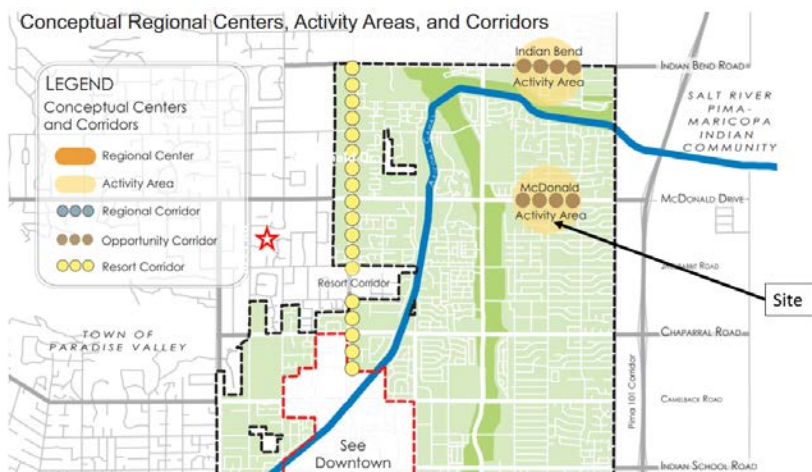 Conceptual Regional Centers, Activity Areas, and Corridors
LEGEND
Conceptual Centers
and Corridors
Regional Center
Activity Area
Regional Corridor
Opportunity Corridor
Resort Corridor
Indian Bend
Activity Area
INDIAN BEND ROAD
SALT RIVER
PIMA-
MARICOPA
INDIAN
COMMUNITY
McDonald
Activity Area
MCDONALD DRIVE
Resort Corridor
ROAD
Site
TOWN OF
PARADISE VALLEY
CHAPARRAL ROAD
Pima 101 Corridor
CAMELBACK ROAD
See
Downtown
INDIAN SCHOOL ROAD